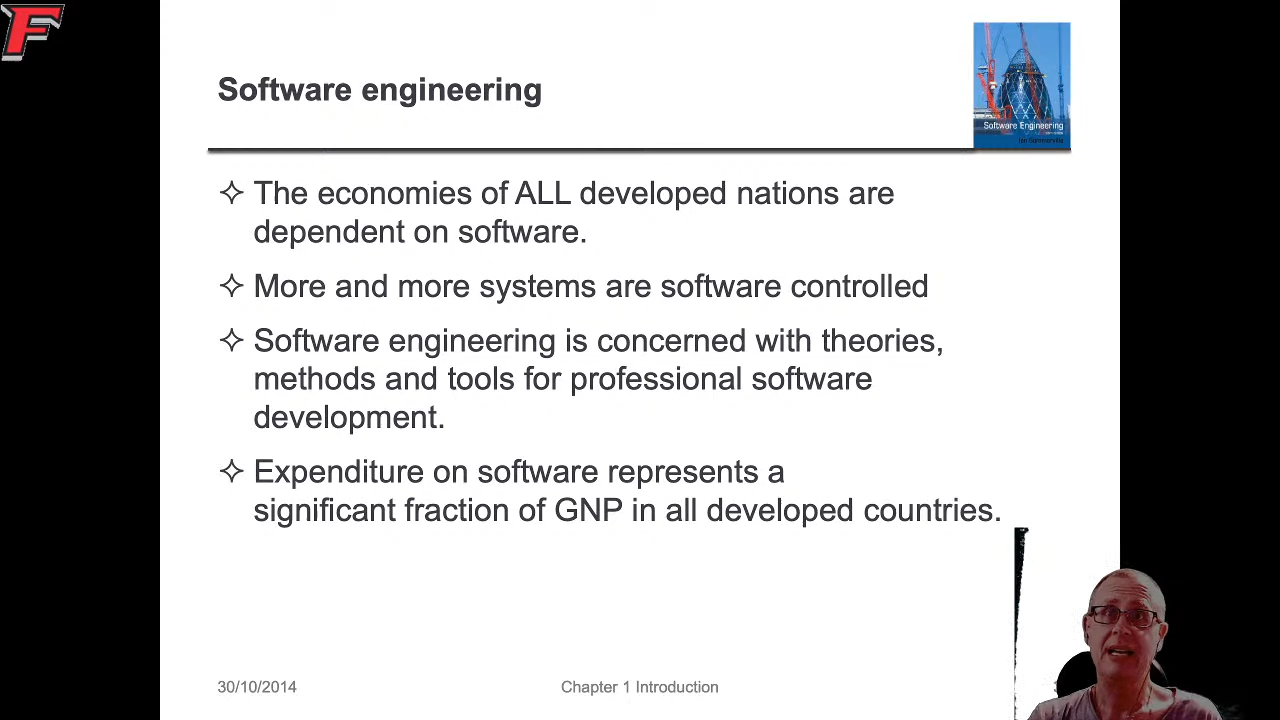 F
Software engineering
Software Engineering
Ian Sommerville
✧ The economies of ALL developed nations are
dependent on software.
✧ More and more systems are software controlled
✧ Software engineering is concerned with theories,
methods and tools for professional software
development.
✧ Expenditure on software represents a
significant fraction of GNP in all developed countries.
30/10/2014
Chapter 1 Introduction